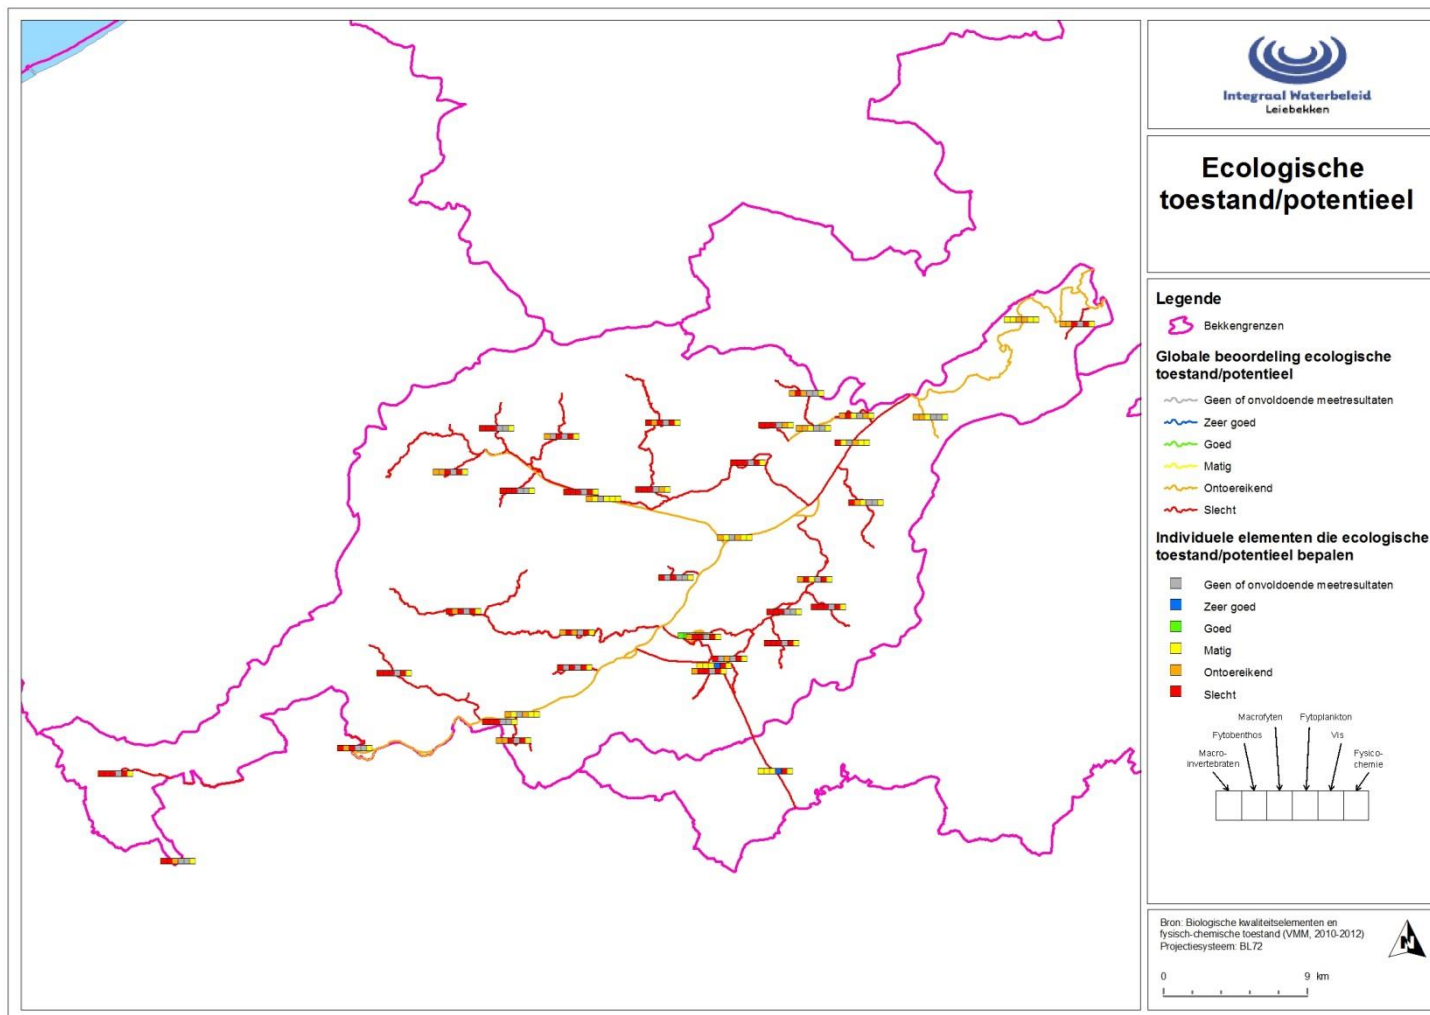 Integraal Waterbeleid
Leiebekken
Ecologische
toestand/potentieel
Legende
Bekkengrenzen
Globale beoordeling ecologische
toestand/potentieel
Geen of onvoldoende meetresultaten
Zeer goed
Goed
Matig
Ontoereikend
Slecht
Individuele elementen die ecologische
toestand/potentieel bepalen
Geen of onvoldoende meetresultaten
Zeer goed
Goed
Matig
Ontoereikend
Slecht
Macrofyten
Fytoplankton
Fytobenthos
Vis
Macro-
invertebraten
Fysico-
chemie
Bron: Biologische kwaliteitselementen en
fysisch-chemische toestand (VMM, 2010-2012)
Projectiesysteem: BL72
N
0 9 km